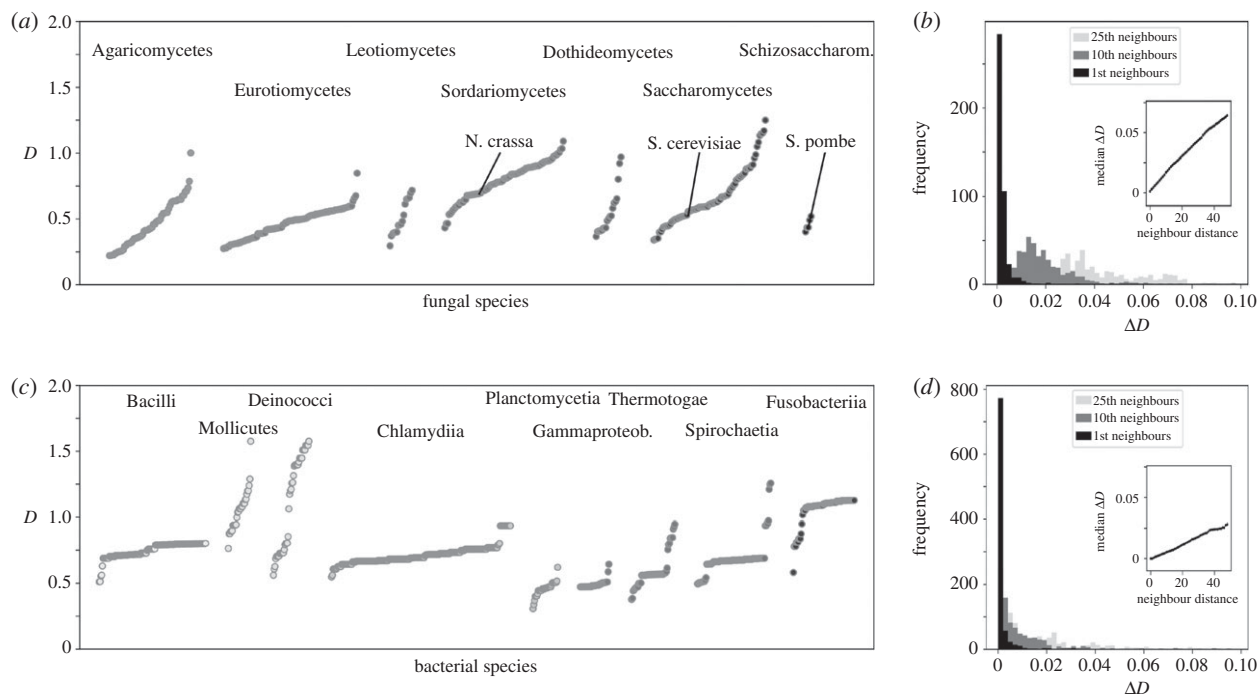 (a)
2.0
1.5
1.0
0.5
0
D
Agaricomycetes
Leotiomycetes
Dothideomycetes
Schizosaccharom.
Eurotiomycetes
Sordariomycetes
Saccharomycetes
N. crassa
S. cerevisiae
S. pombe
fungal species
(b)
frequency
200
100
0
25th neighbours
10th neighbours
1st neighbours
median ΔD
0.05
0
0
20
40
neighbour distance
0
0.02
0.04
0.06
0.08
0.10
ΔD
(c)
2.0
1.5
1.0
0.5
0
D
Bacilli
Deinococci
Planctomycetia
Thermotogae
Fusobacteriia
Mollicutes
Chlamydiia
Gammaproteob.
Spirochaetia
bacterial species
(d)
frequency
800
600
400
200
0
25th neighbours
10th neighbours
1st neighbours
median ΔD
0.05
0
0
20
40
neighbour distance
0
0.02
0.04
0.06
0.08
0.10
ΔD